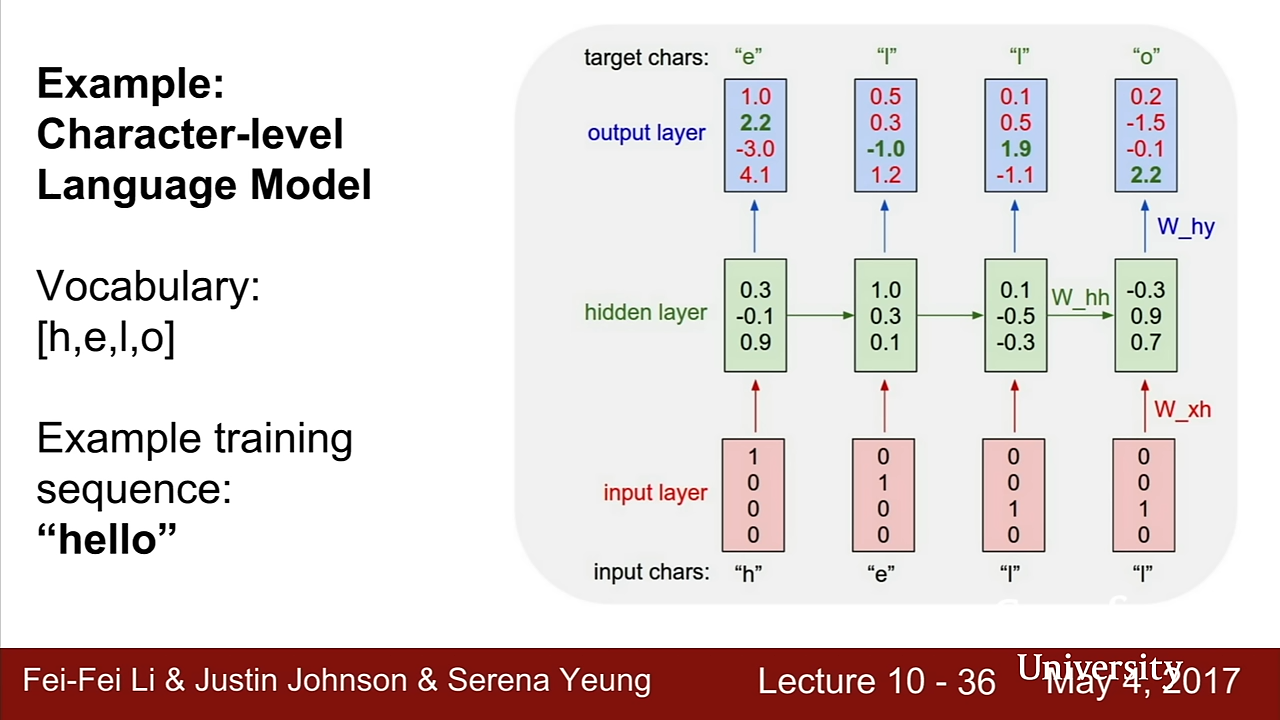 Example:
Character-level
Language Model
Vocabulary:
[h,e,l,o]
Example training
sequence:
“hello”
target chars: “e” “l” “l” “o”
output layer
1.0 0.5 0.1 0.2
2.2 0.3 0.5 -1.5
-3.0 -1.0 1.9 -0.1
4.1 1.2 -1.1 2.2
W_hy
hidden layer
0.3 1.0 0.1 -0.3
-0.1 0.3 -0.5 0.9
0.9 0.1 -0.3 0.7
W_hh
W_xh
input layer
1 0 0 0
0 1 0 0
0 0 1 1
0 0 0 0
input chars: “h” “e” “l” “l”
Fei-Fei Li & Justin Johnson & Serena Yeung
Lecture 10 - 36
University
May 4, 2017